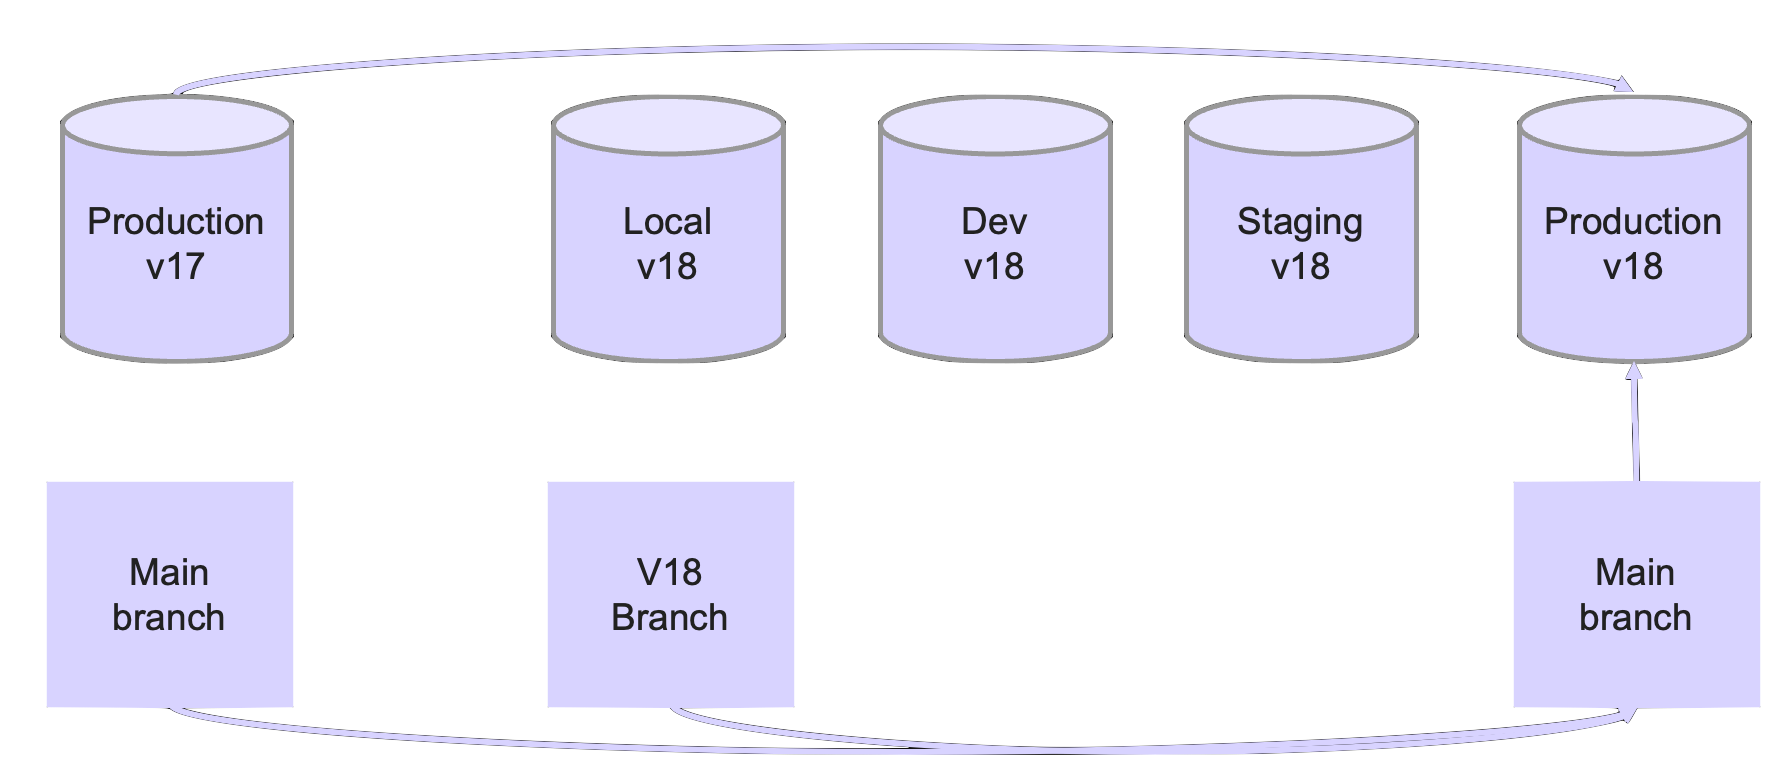 Production
v17
Local
v18
Dev
v18
Staging
v18
Production
v18
Main
branch
V18
Branch
Main
branch